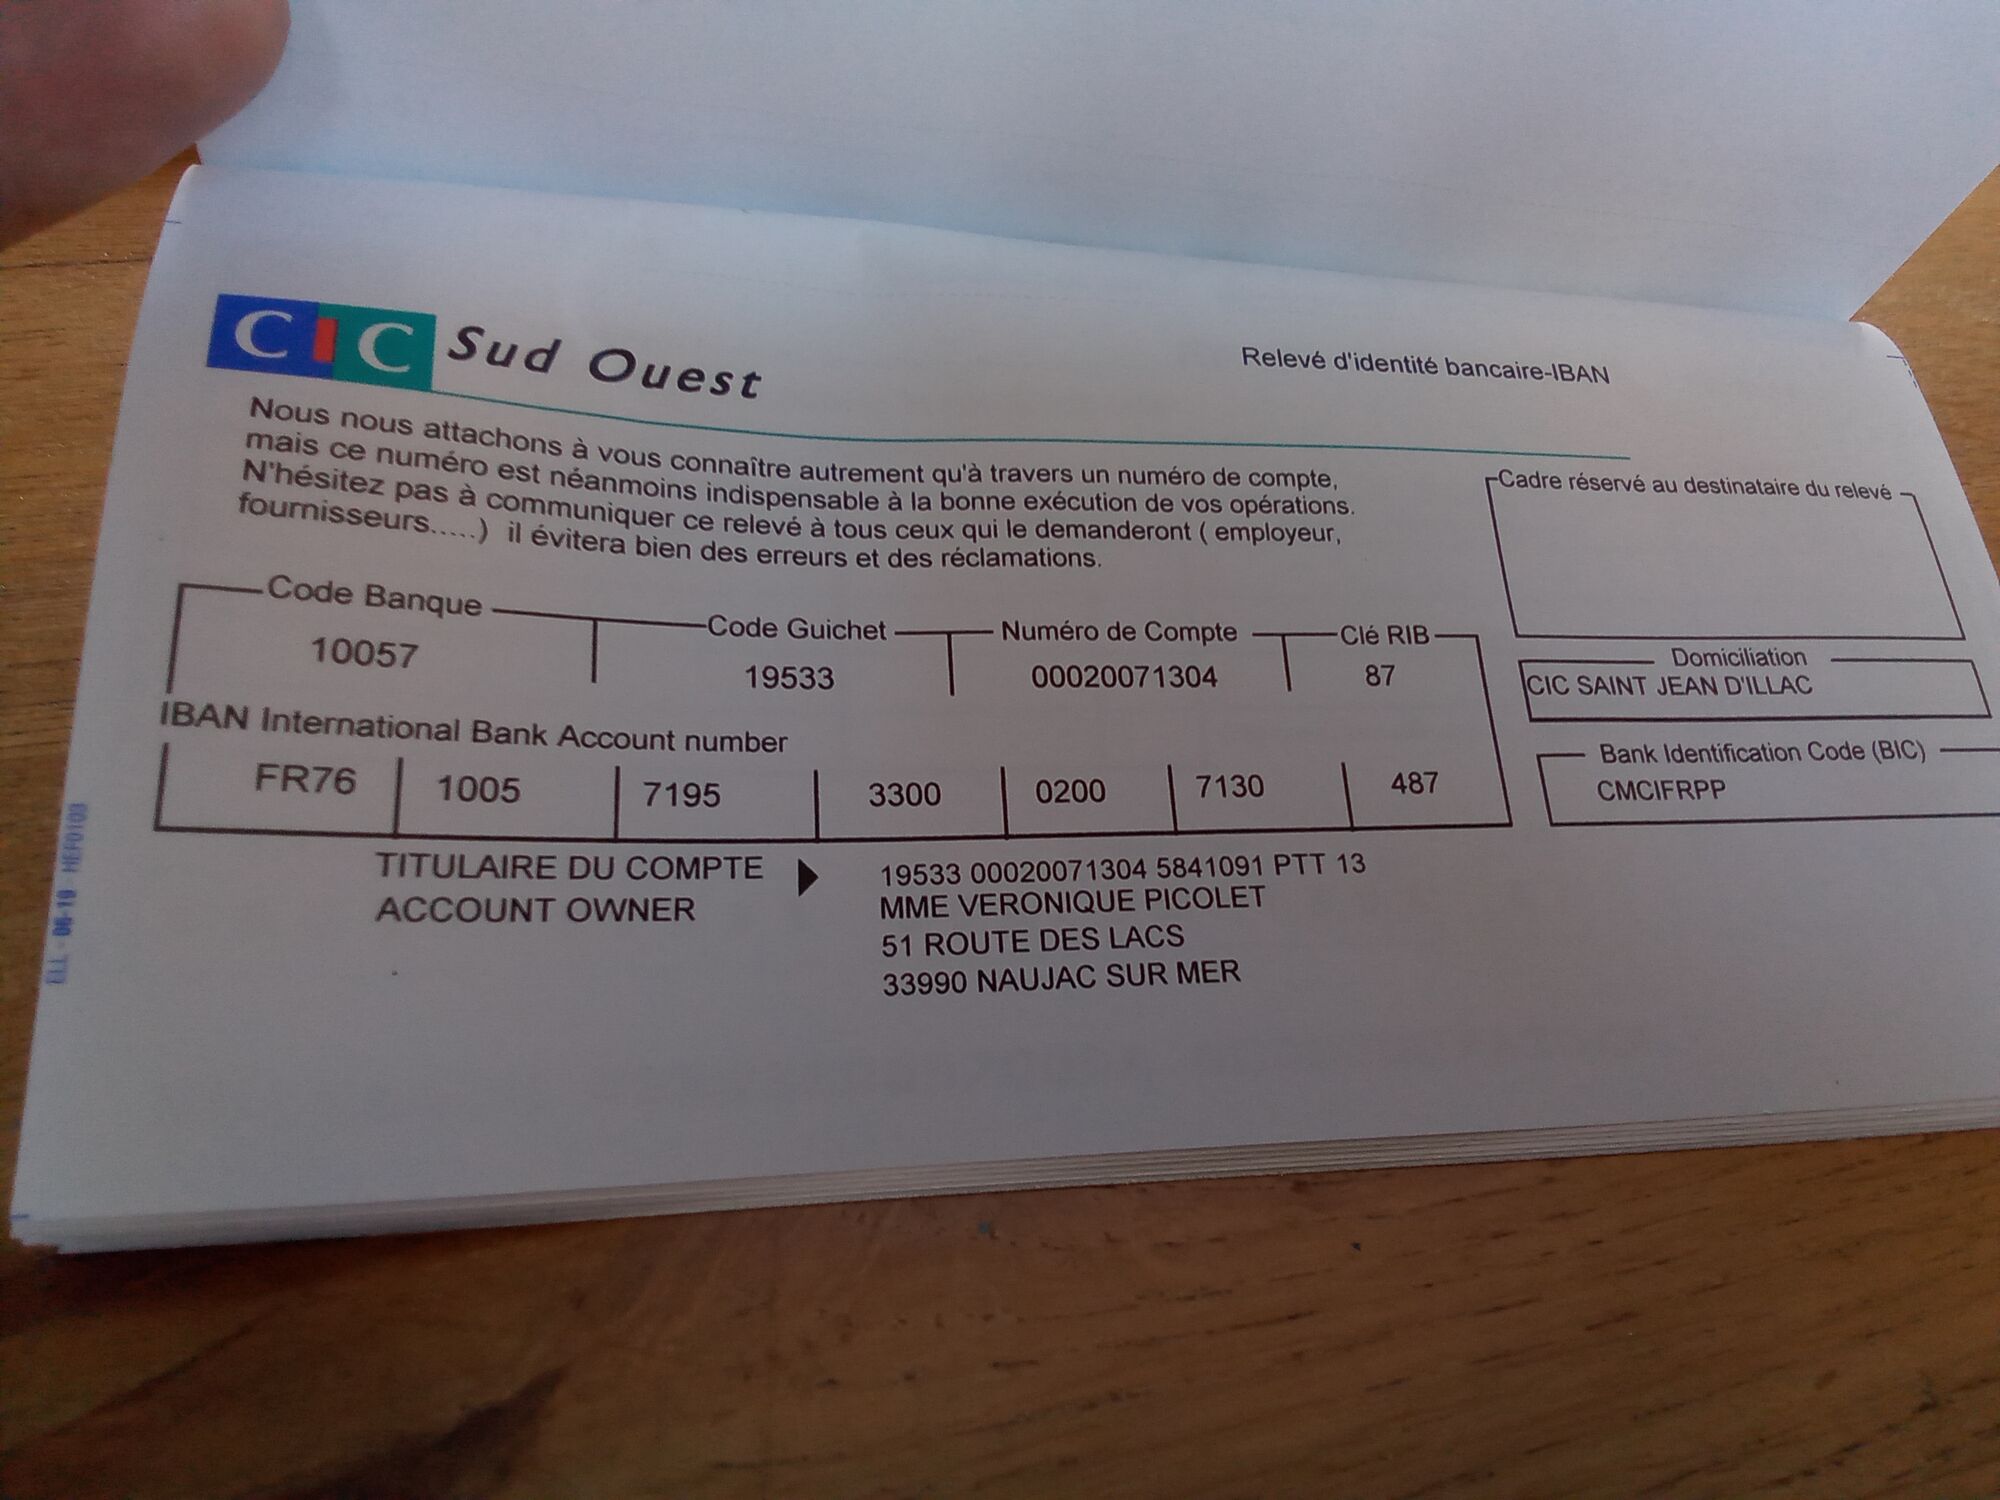 CIC Sud Ouest
Relevé d'identité bancaire-IBAN
Nous nous attachons à vous connaître autrement qu'à travers un numéro de compte,
mais ce numéro est néanmoins indispensable à la bonne exécution de vos opérations.
N'hésitez pas à communiquer ce relevé à tous ceux qui le demanderont ( employeur,
fournisseurs.....) il évitera bien des erreurs et des réclamations.
Cadre réservé au destinataire du relevé
Code Banque Code Guichet Numéro de Compte Clé RIB
10057 19533 00020071304 87
Domiciliation
CIC SAINT JEAN D'ILLAC
IBAN International Bank Account number
FR76 1005 7195 3300 0200 7130 487
Bank Identification Code (BIC)
CMCIFRPP
TITULAIRE DU COMPTE
ACCOUNT OWNER
19533 00020071304 5841091 PTT 13
MME VERONIQUE PICOLET
51 ROUTE DES LACS
33990 NAUJAC SUR MER